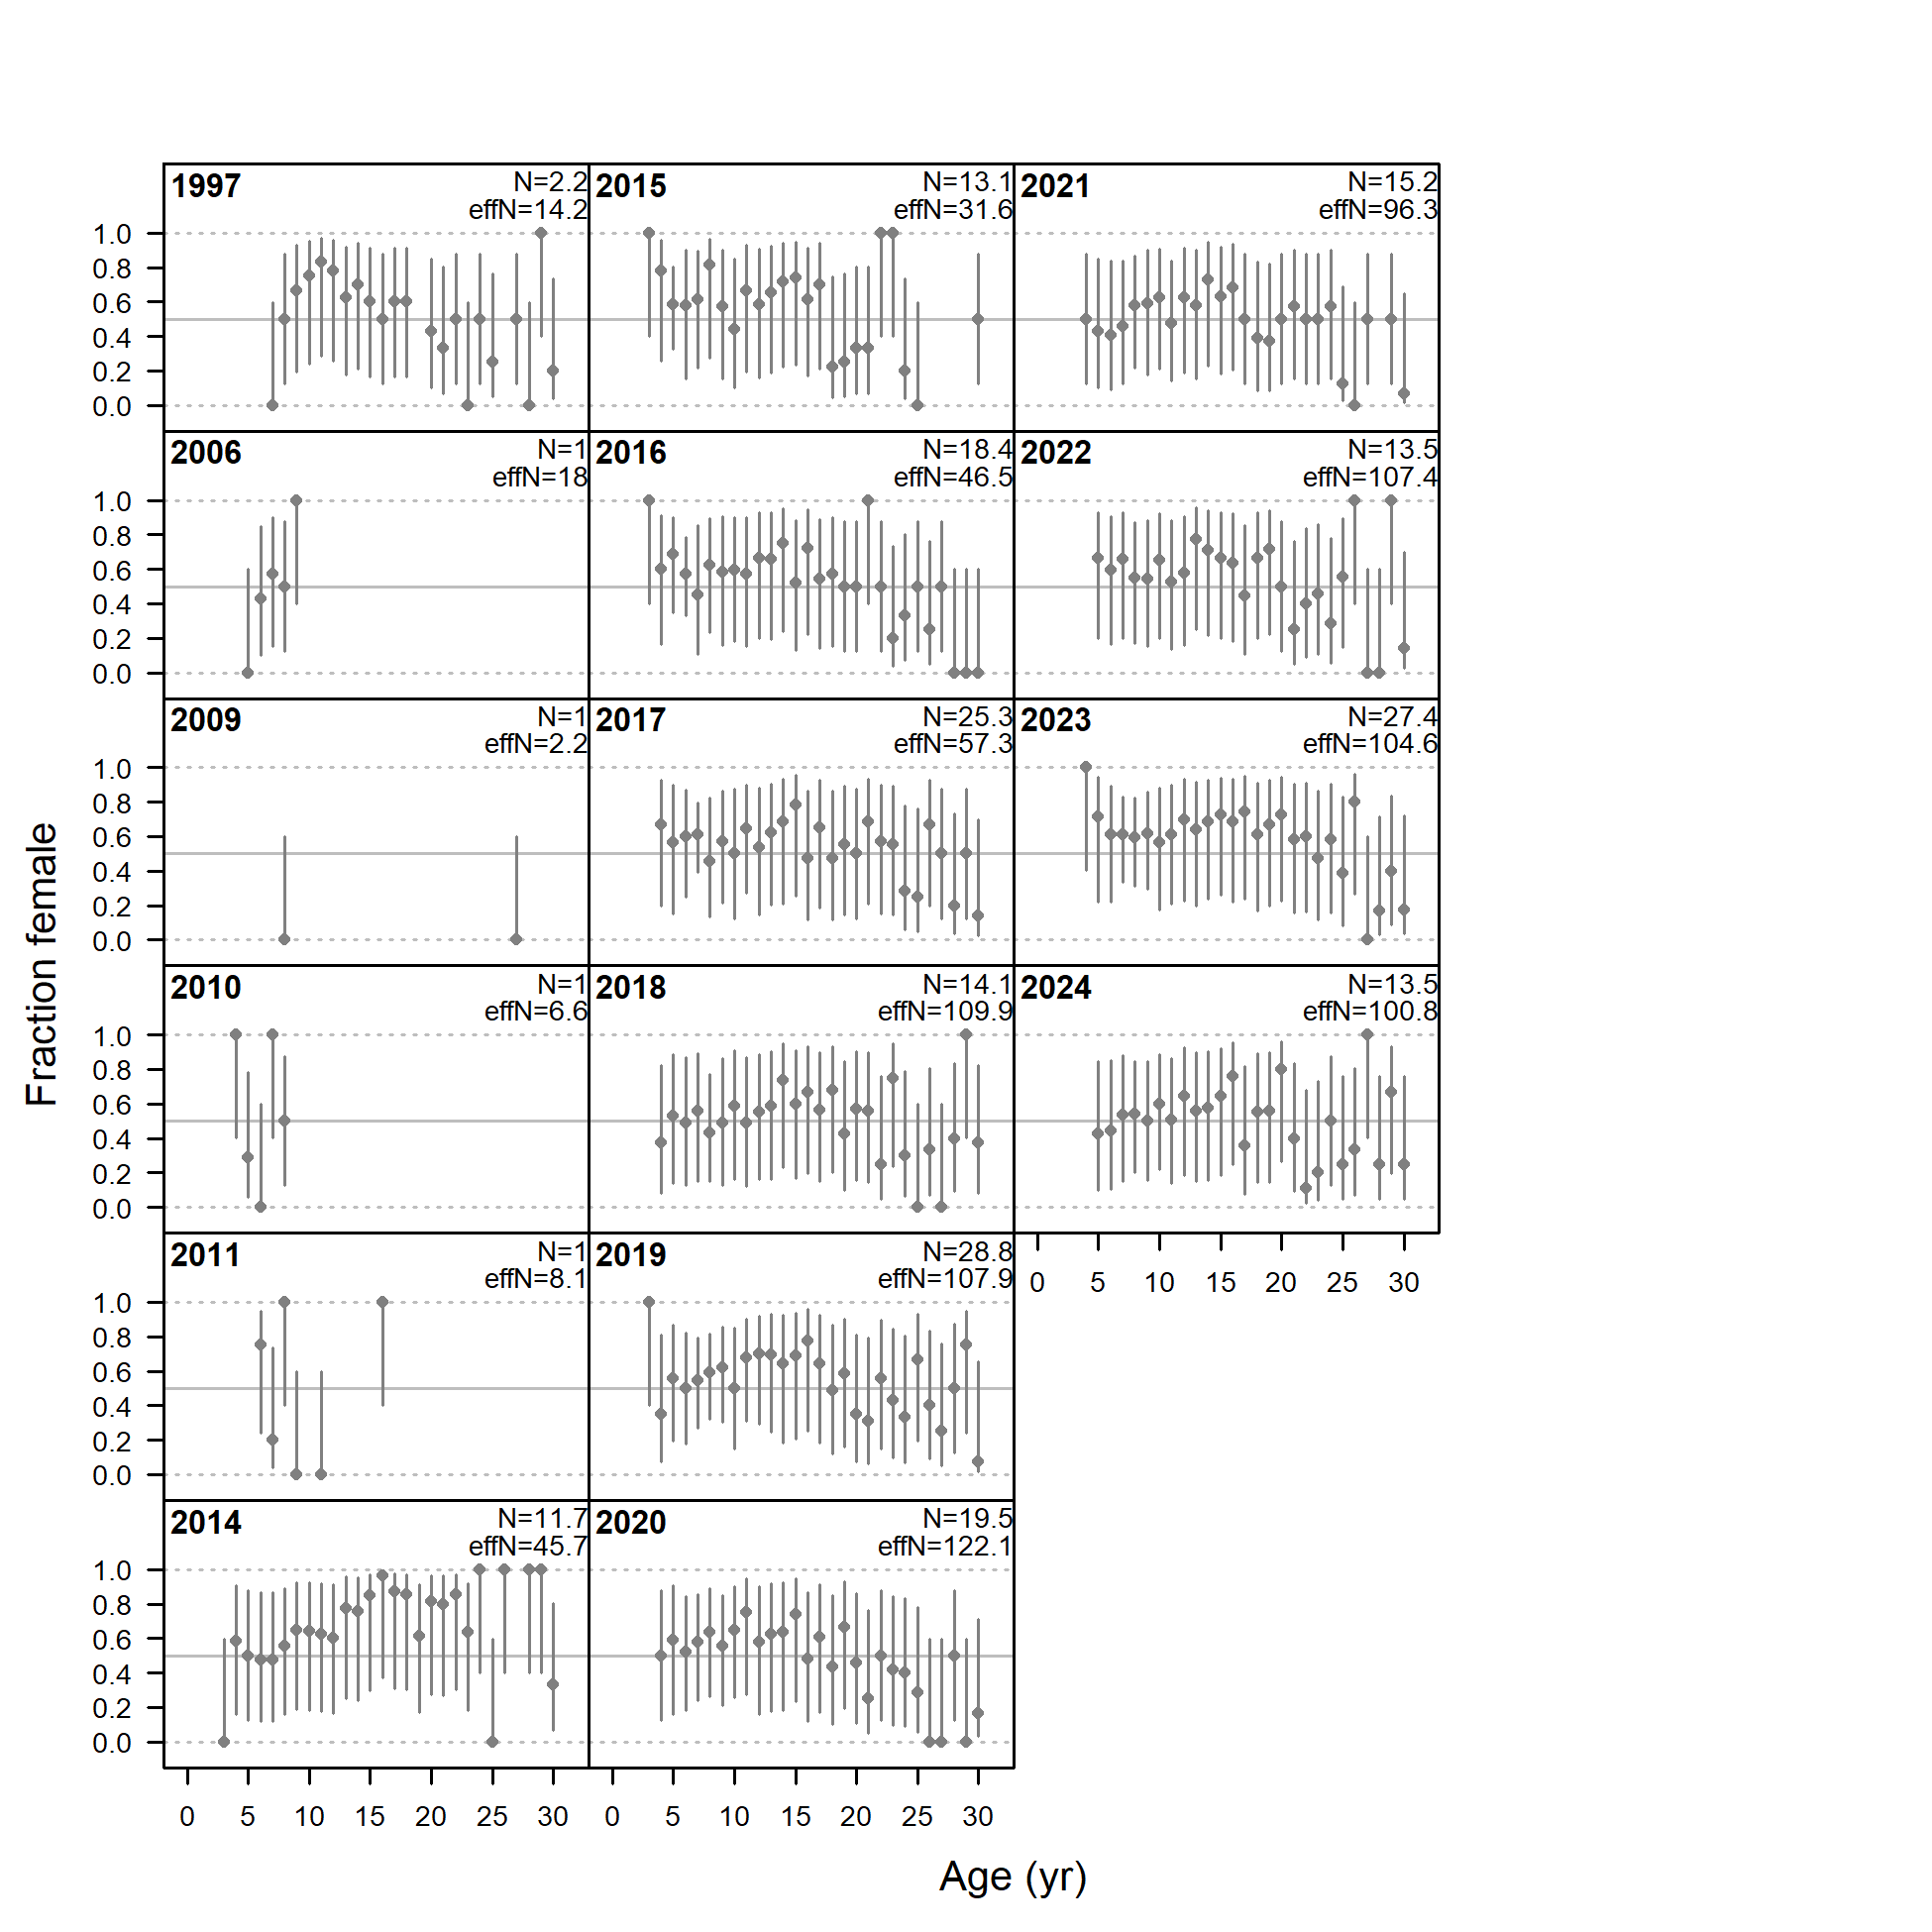 1997 N=2.2 2015 N=13.1 2021 N=15.2
effN=14.2 effN=31.6 effN=96.3
1.0
0.8
0.6
0.4
0.2
0.0
2006 N=1 2016 N=18.4 2022 N=13.5
effN=18 effN=46.5 effN=107.4
1.0
0.8
0.6
0.4
0.2
0.0
2009 N=1 2017 N=25.3 2023 N=27.4
effN=2.2 effN=57.3 effN=104.6
1.0
0.8
0.6
0.4
0.2
0.0
Fraction female
2010 N=1 2018 N=14.1 2024 N=13.5
effN=6.6 effN=109.9 effN=100.8
1.0
0.8
0.6
0.4
0.2
0.0
2011 N=1 2019 N=28.8
effN=8.1 effN=107.9
0 5 10 15 20 25 30
1.0
0.8
0.6
0.4
0.2
0.0
2014 N=11.7 2020 N=19.5
effN=45.7 effN=122.1
1.0
0.8
0.6
0.4
0.2
0.0
0 5 10 15 20 25 30 0 5 10 15 20 25 30
Age (yr)